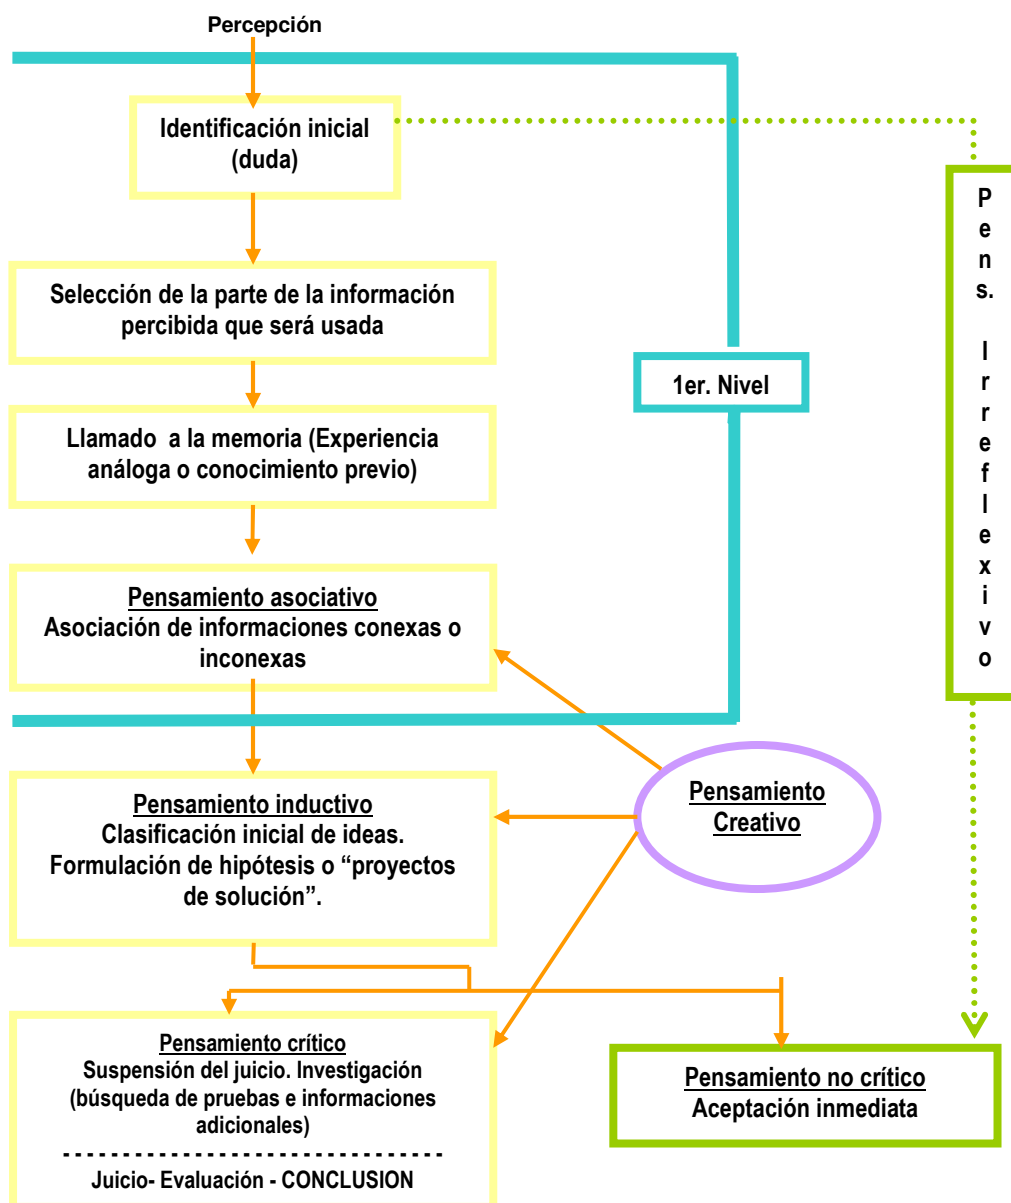 Percepción
Identificación inicial
(duda)
Selección de la parte de la información
percibida que será usada
1er. Nivel
Llamado a la memoria (Experiencia
análoga o conocimiento previo)
Pensamiento asociativo
Asociación de informaciones conexas o
inconexas
Pens. Irreflexivo
Pensamiento inductivo
Clasificación inicial de ideas.
Formulación de hipótesis o “proyectos
de solución”.
Pensamiento
Creativo
Pensamiento crítico
Suspensión del juicio. Investigación
(búsqueda de pruebas e informaciones
adicionales)
- - - - - - - - - - - - - - - - - - - - - - - - - - - - - - - - - -
Juicio- Evaluación - CONCLUSION
Pensamiento no crítico
Aceptación inmediata